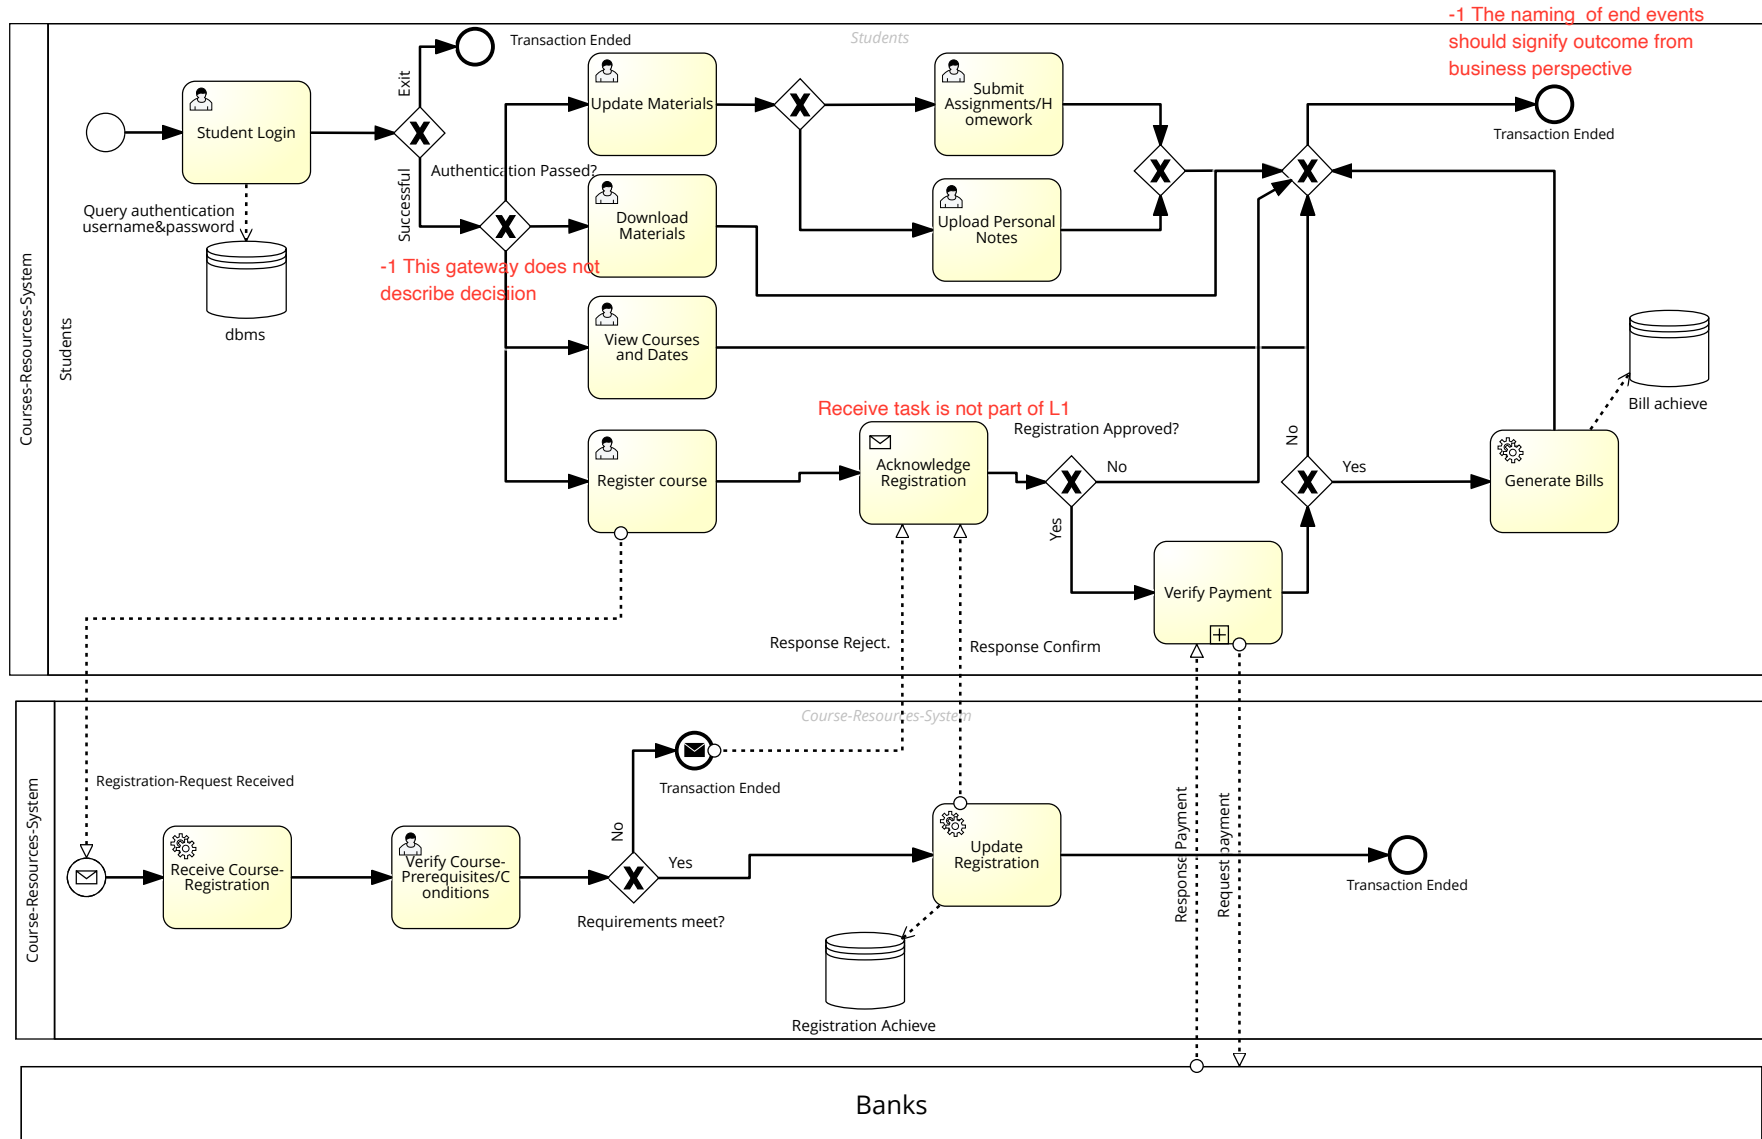 -1 The naming of end events
should signify outcome from
business perspective
Students
Transaction Ended
Exit
Student Login
Update Materials
Submit
Assignments/H
omework
Transaction Ended
Authentication Passed?
Successful
Query authentication
username&password
Download
Materials
Upload Personal
Notes
-1 This gateway does not
describe decisiion
dbms
Courses-Resources-System
Students
View Courses
and Dates
Bill achieve
Receive task is not part of L1
Registration Approved?
Register course
Acknowledge
Registration
No
No
Yes
Generate Bills
Yes
Verify Payment
Response Reject.
Response Confirm
Course-Resources-System
Course-Resources-System
Registration-Request Received
Transaction Ended
No
Receive Course-
Registration
Verify Course-
Prerequisites/C
onditions
Yes
Requirements meet?
Update
Registration
Response Payment
Request payment
Transaction Ended
Registration Achieve
Banks